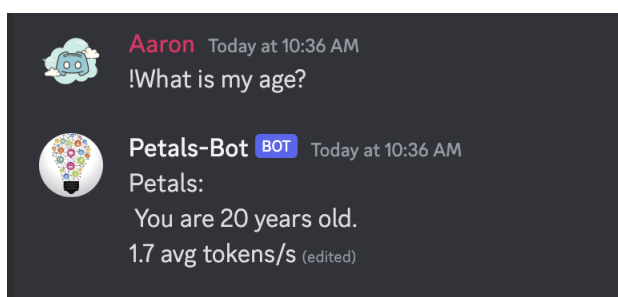 Aaron Today at 10:36 AM
!What is my age?
Petals-Bot BOT Today at 10:36 AM
Petals:
You are 20 years old.
1.7 avg tokens/s (edited)